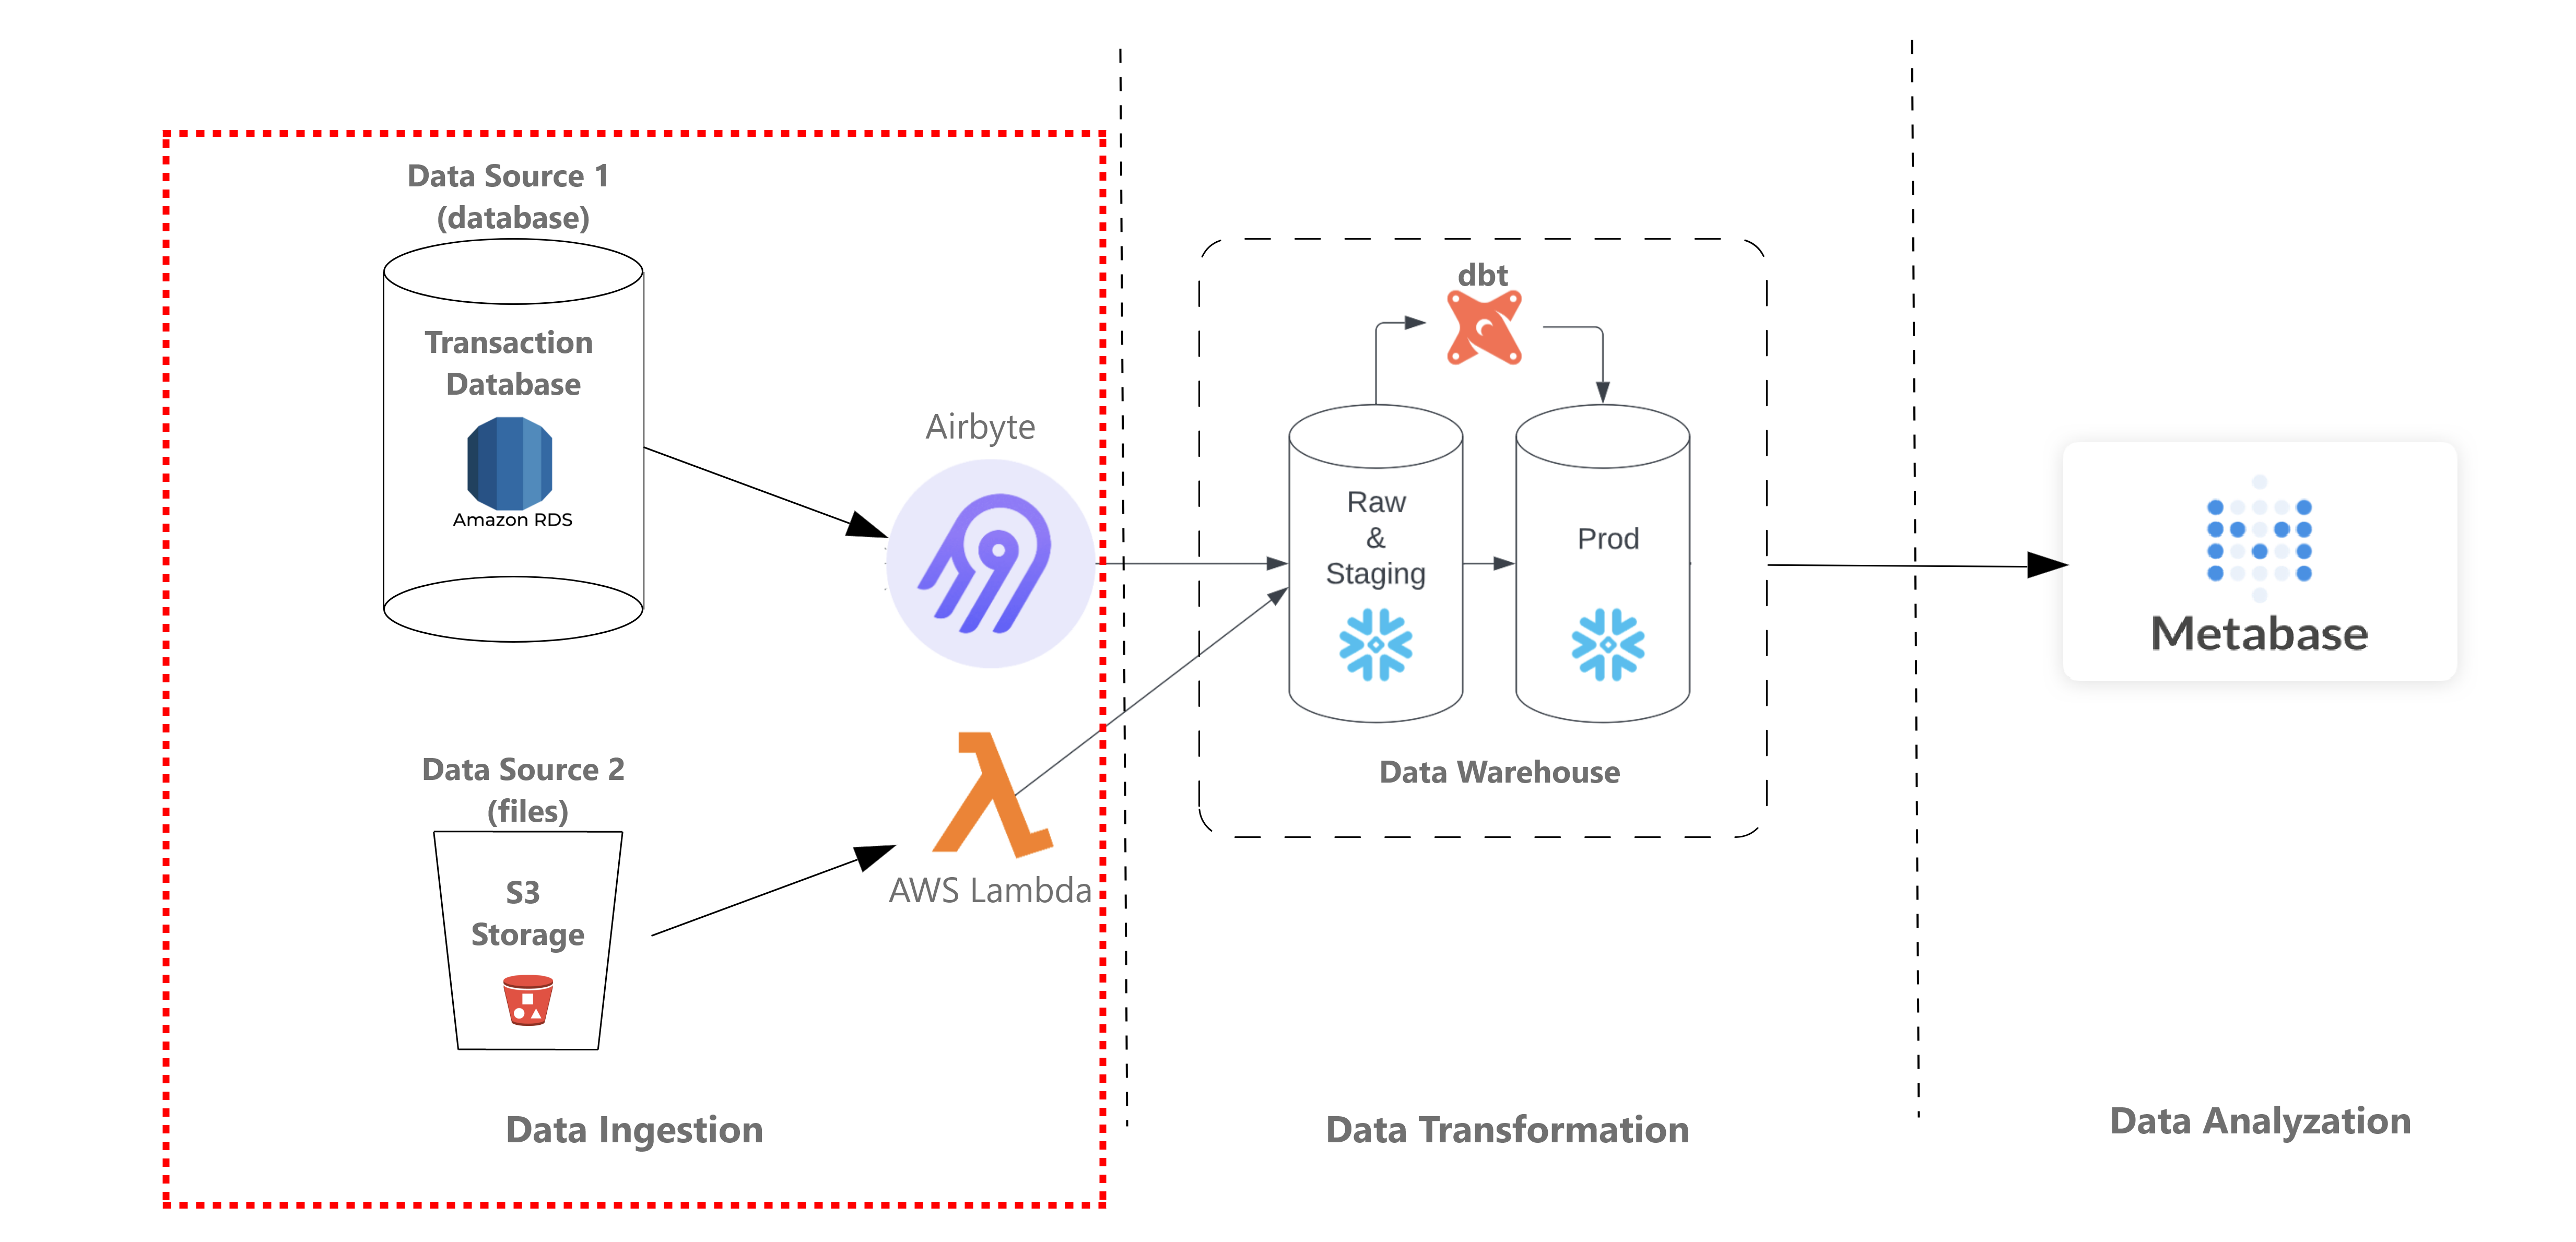 Data Source 1
(database)
Transaction
Database
Amazon RDS
Airbyte
Data Source 2
(files)
S3
Storage
AWS Lambda
Data Ingestion
dbt
Raw
&
Staging
Prod
Data Warehouse
Data Transformation
Metabase
Data Analyzation